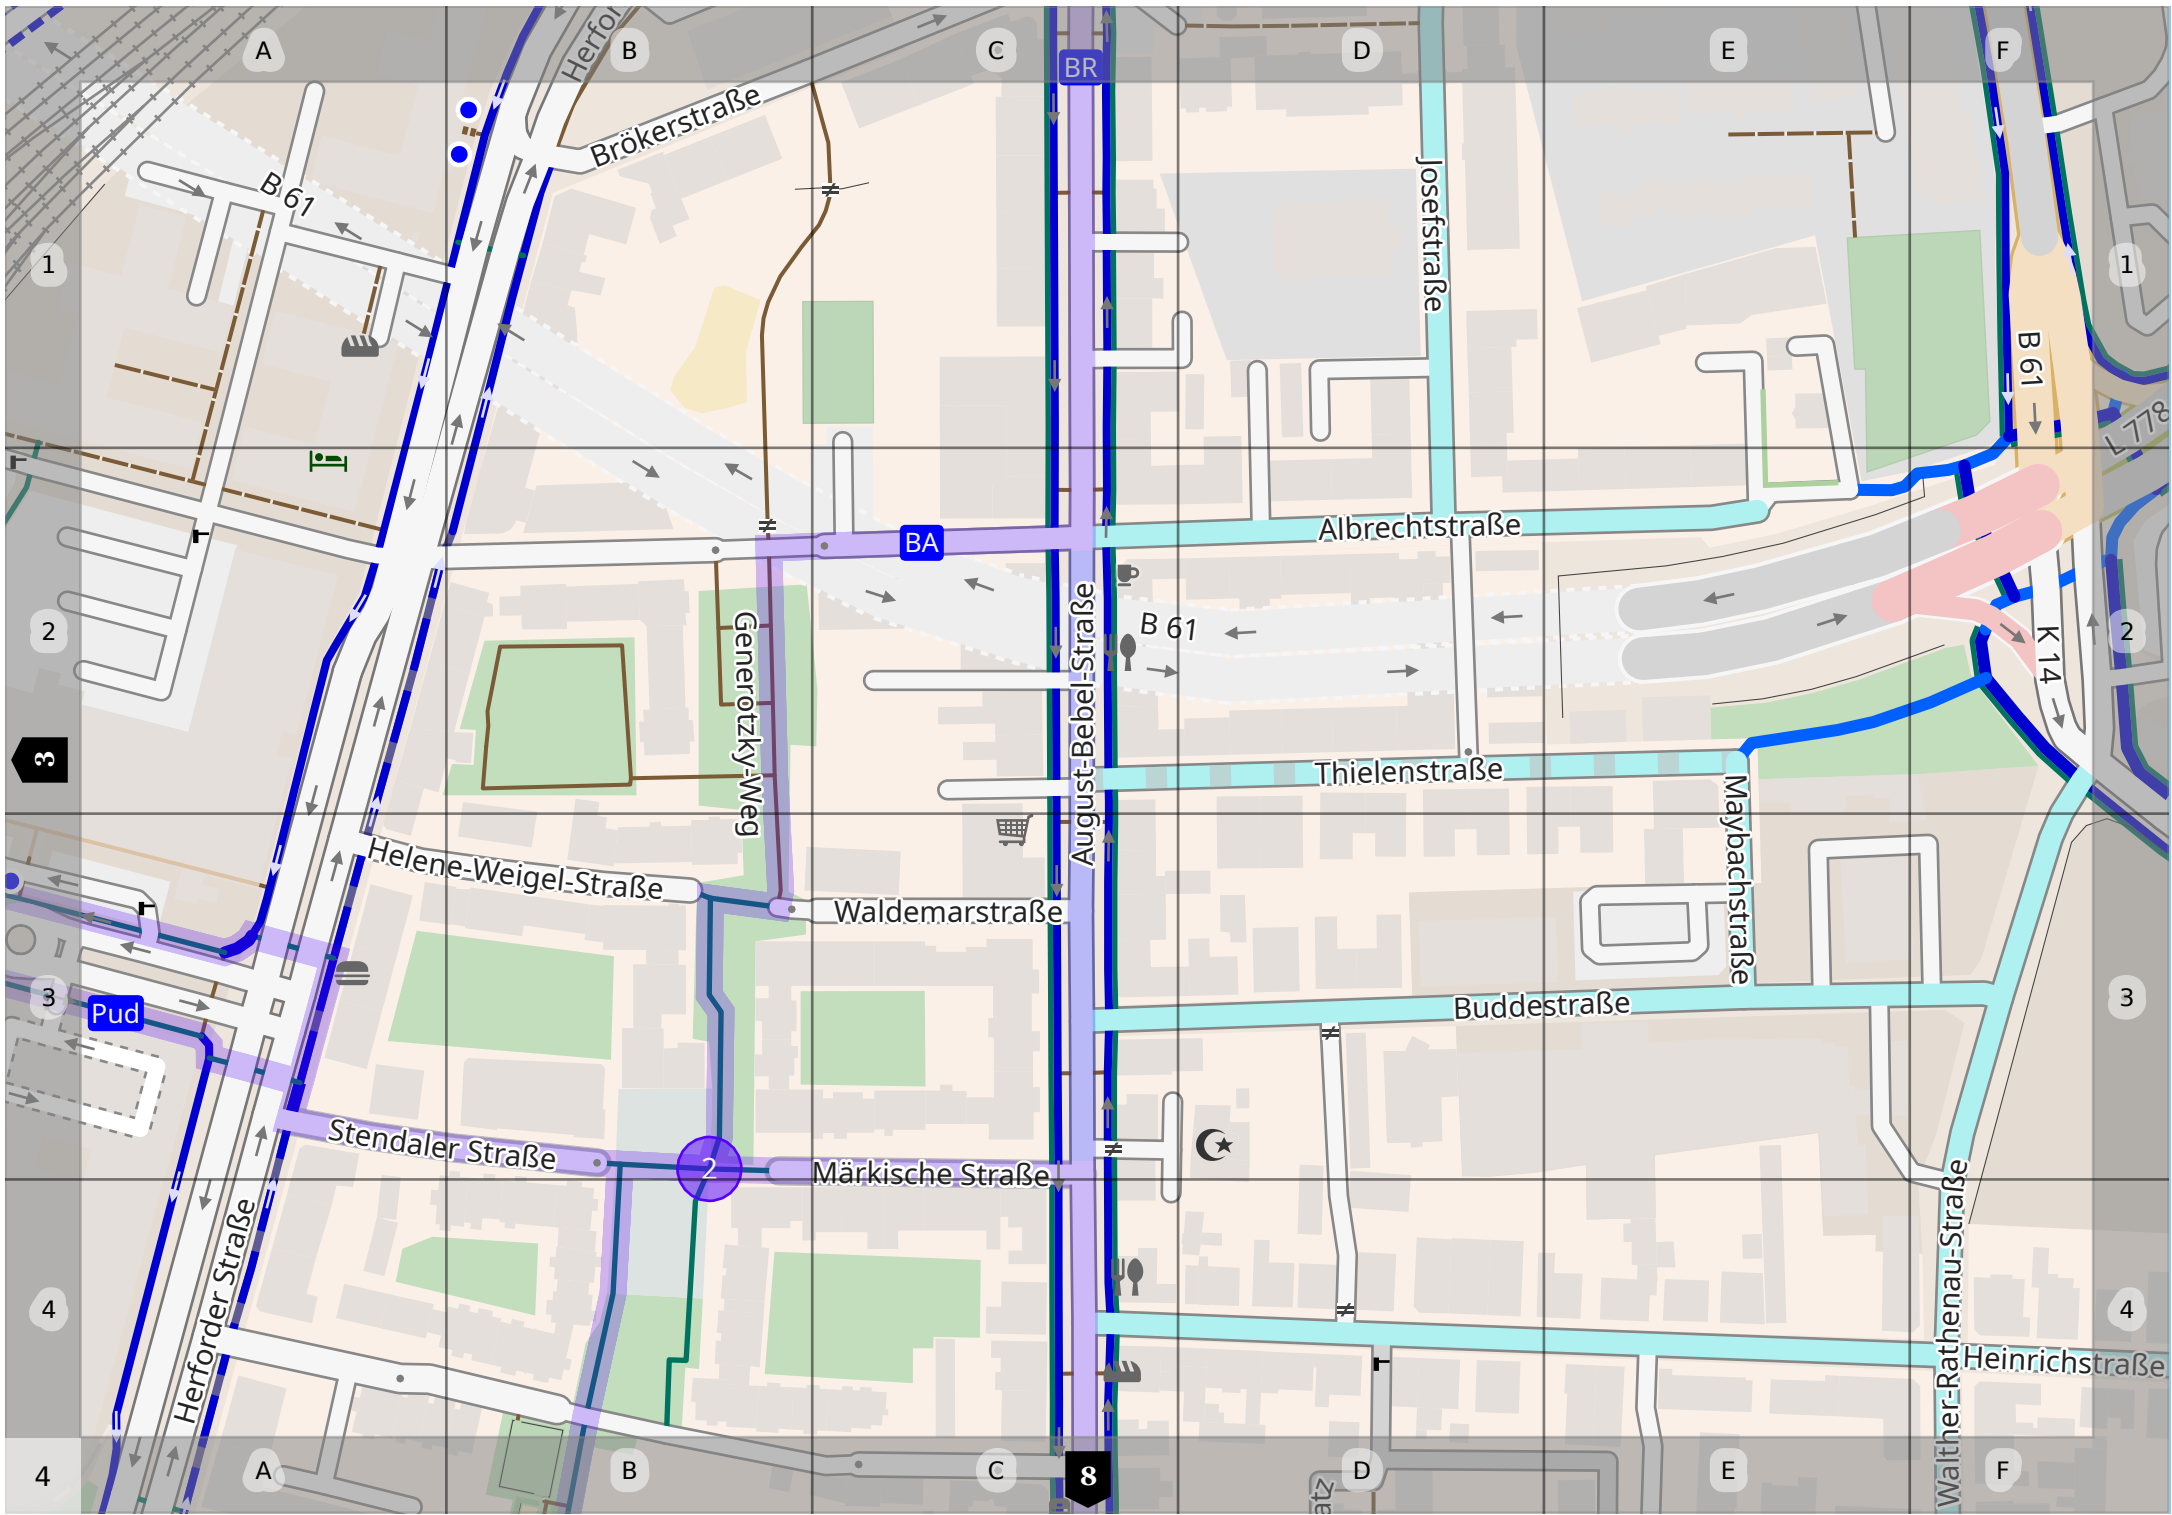 A
B
C
D
E
F
BR
Herfor
Brökerstraße
B 61
Josefstraße
1
1
B 61
L 778
Albrechtstraße
BA
August-Bebel-Straße
B 61
Generotzky-Weg
K 14
2
2
3
Thielenstraße
Maybachstraße
Helene-Weigel-Straße
Waldemarstraße
3
Pud
Buddestraße
3
Stendaler Straße
2
Märkische Straße
Herforder Straße
Walther-Rathenau-Straße
4
4
Heinrichstraße
4
A
B
C
8
atz
D
E
F